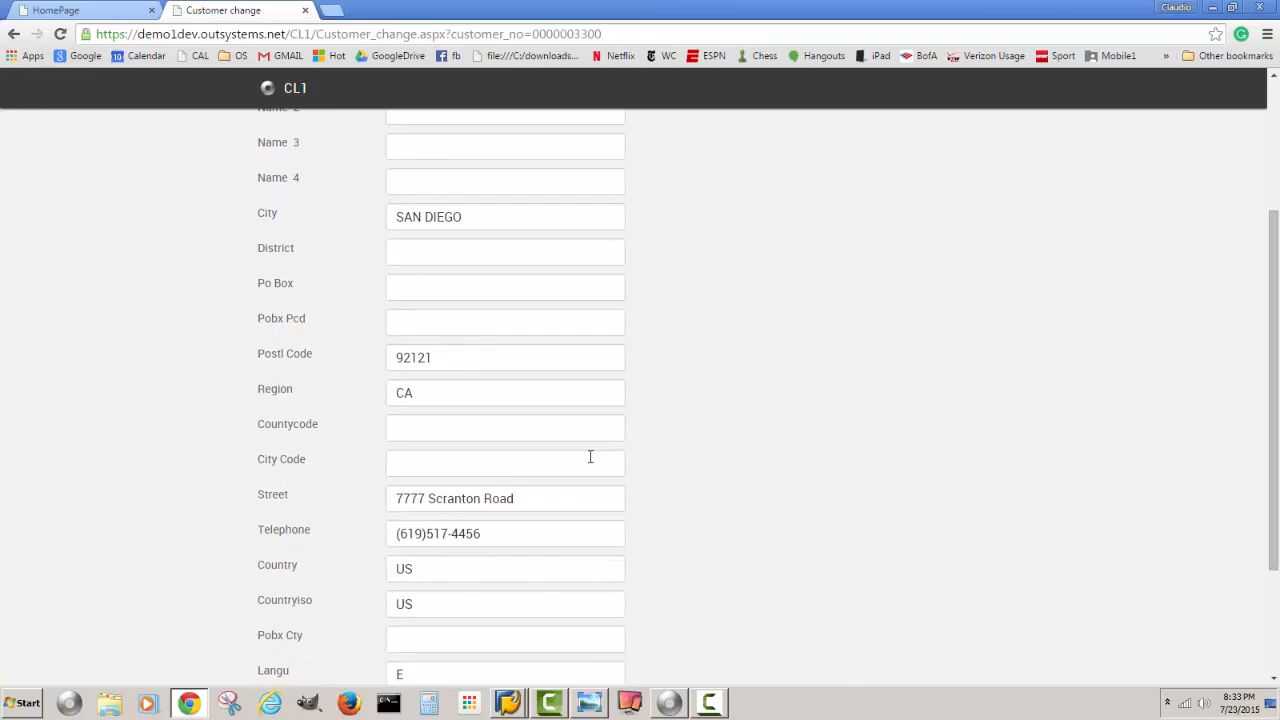 HomePage
Customer change
Claudio
https://demo1dev.outsystems.net/CL1/Customer_change.aspx?customer_no=0000003300
Apps Google Calendar CAL OS GMAIL Hot GoogleDrive fb file:///C:/downloads... Netflix WC ESPN Chess Hangouts iPad BofA Verizon Usage Sport Mobile1 » Other bookmarks
CL1
Name 2
Name 3
Name 4
City SAN DIEGO
District
Po Box
Pobx Pcd
Postl Code 92121
Region CA
Countycode
City Code
Street 7777 Scranton Road
Telephone (619)517-4456
Country US
Countryiso US
Pobx Cty
Langu E
Start
8:33 PM
7/23/2015